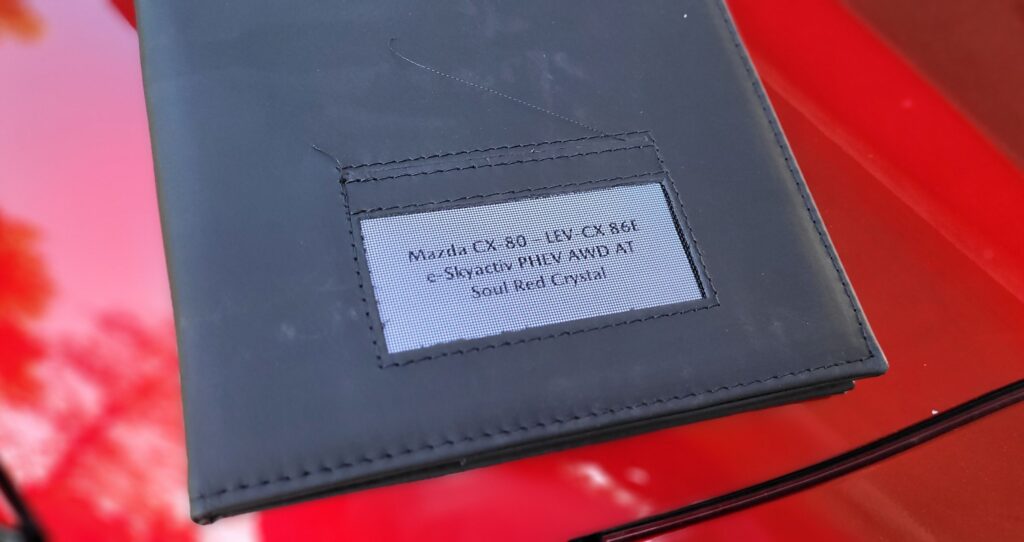 Mazda CX-80 – LEV-CX 86E
e-Skyactiv PHEV AWD AT
Soul Red Crystal